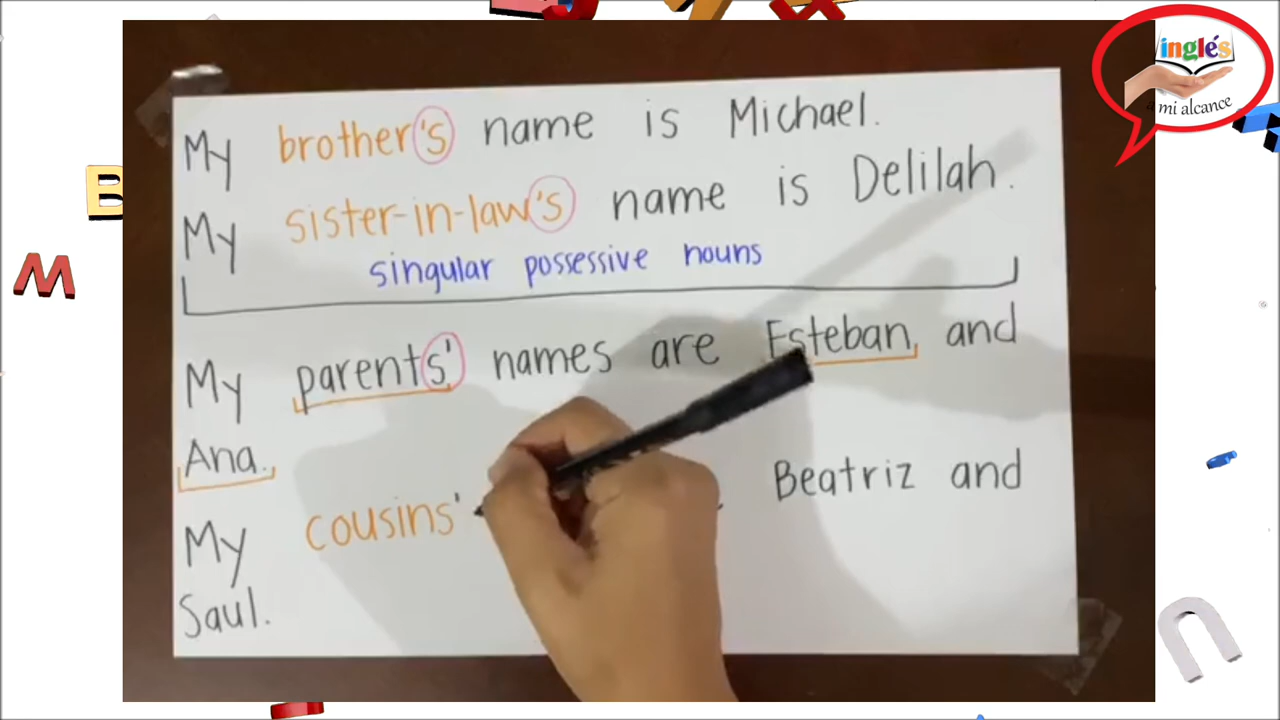 inglés
a mi alcance
My brother's name is Michael.
My sister-in-law's name is Delilah.
singular possessive nouns
My parents' names are Esteban, and
Ana.
My cousins' Beatriz and
Saul.
B
M